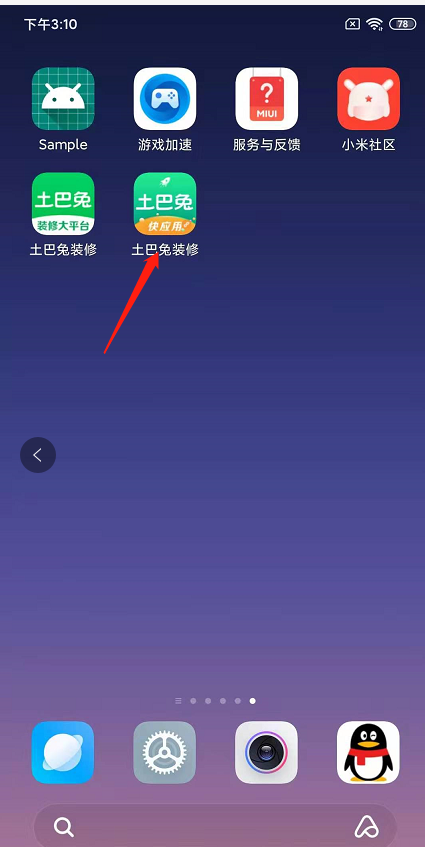 下午3:10
78
?
MIUI
Sample
游戏加速
服务与反馈
小米社区
土巴兔
装修大平台
土巴兔
快应用
土巴兔装修
土巴兔装修